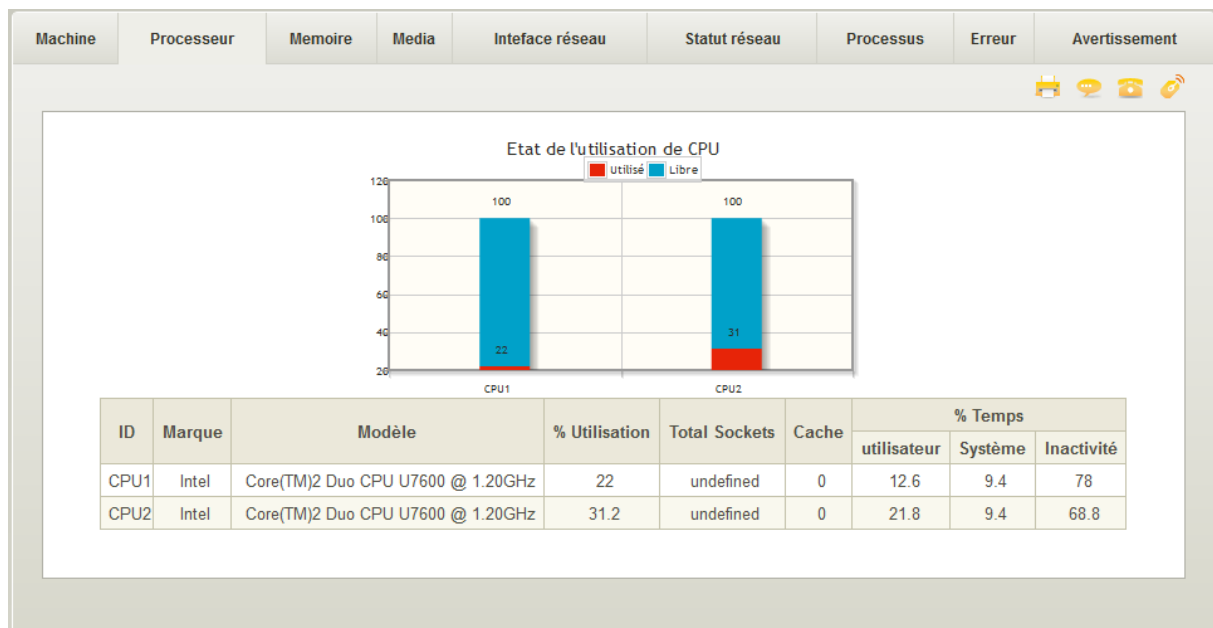 Machine Processeur Memoire Media Inteface réseau Statut réseau Processus Erreur Avertissement
Etat de l'utilisation de CPU
Utilisé Libre
120
100 100
100
80
60
40 31
22
20
CPU1 CPU2
ID Marque Modèle % Utilisation Total Sockets Cache % Temps
utilisateur Système Inactivité
CPU1 Intel Core(TM)2 Duo CPU U7600 @ 1.20GHz 22 undefined 0 12.6 9.4 78
CPU2 Intel Core(TM)2 Duo CPU U7600 @ 1.20GHz 31.2 undefined 0 21.8 9.4 68.8